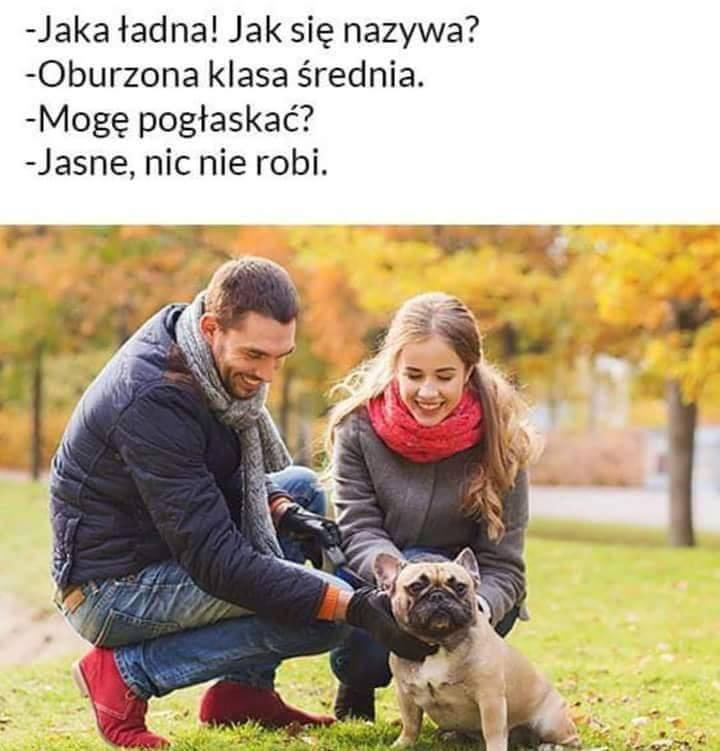 -Jaka ładna! Jak się nazywa?
-Oburzona klasa średnia.
-Mogę pogłaskać?
-Jasne, nic nie robi.